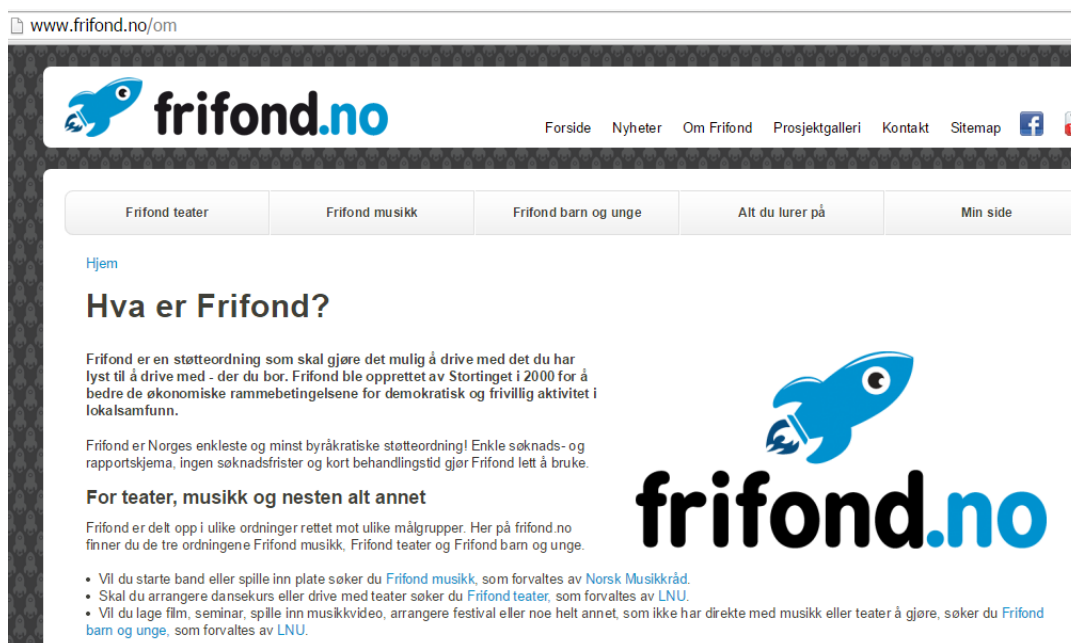 www.frifond.no/om
frifond.no
Forside Nyheter Om Frifond Prosjektgalleri Kontakt Sitemap
Frifond teater Frifond musikk Frifond barn og unge Alt du lurer på Min side
Hjem
Hva er Frifond?
Frifond er en støtteordning som skal gjøre det mulig å drive med det du har
lyst til å drive med - der du bor. Frifond ble opprettet av Stortinget i 2000 for å
bedre de økonomiske rammebetingelsene for demokratisk og frivillig aktivitet i
lokalsamfunn.
Frifond er Norges enkleste og minst byråkratiske støtteordning! Enkle søknads- og
rapportskjema, ingen søknadsfrister og kort behandlingstid gjør Frifond lett å bruke.
For teater, musikk og nesten alt annet
Frifond er delt opp i ulike ordninger rettet mot ulike målgrupper. Her på frifond.no
finner du de tre ordningene Frifond musikk, Frifond teater og Frifond barn og unge.
• Vil du starte band eller spille inn plate søker du Frifond musikk, som forvaltes av Norsk Musikkråd.
• Skal du arrangere dansekurs eller drive med teater søker du Frifond teater, som forvaltes av LNU.
• Vil du lage film, seminar, spille inn musikkvideo, arrangere festival eller noe helt annet, som ikke har direkte med musikk eller teater å gjøre, søker du Frifond
barn og unge, som forvaltes av LNU.
frifond.no